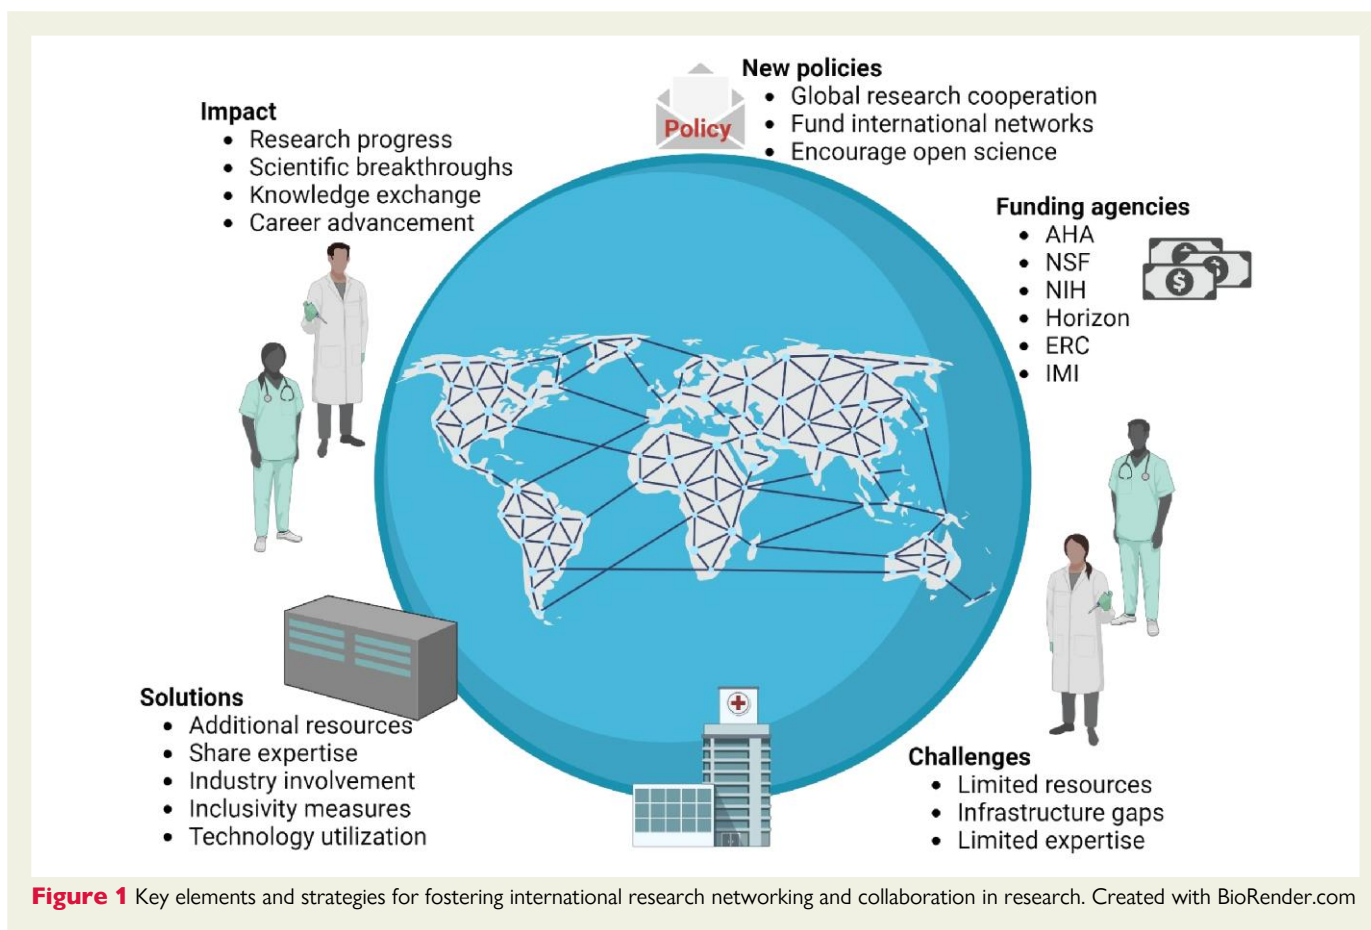 New policies
• Global research cooperation
• Fund international networks
• Encourage open science
Policy
Impact
• Research progress
• Scientific breakthroughs
• Knowledge exchange
• Career advancement
Funding agencies
• AHA
• NSF
• NIH
• Horizon
• ERC
• IMI
$
$
Solutions
• Additional resources
• Share expertise
• Industry involvement
• Inclusivity measures
• Technology utilization
Challenges
• Limited resources
• Infrastructure gaps
• Limited expertise
Figure 1 Key elements and strategies for fostering international research networking and collaboration in research. Created with BioRender.com